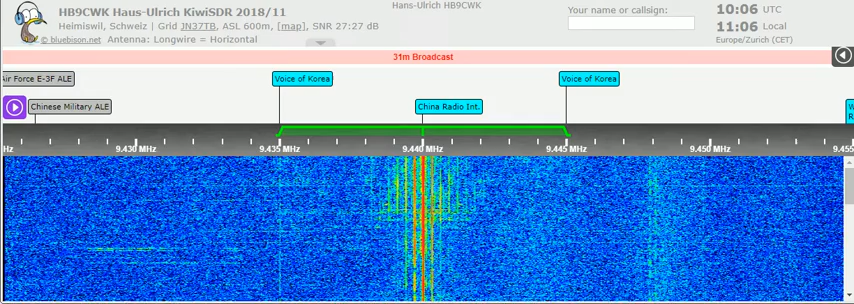 HB9CWK Haus-Ulrich KiwiSDR 2018/11
Heimiswil, Schweiz | Grid JN37TB, ASL 600m, [map], SNR 27:27 dB
© bluebison.net Antenna: Longwire = Horizontal
Hans-Ulrich HB9CWK
Your name or callsign:
10:06 UTC
11:06 Local
Europe/Zurich (CET)
31m Broadcast
Air Force E-3F ALE
Voice of Korea
Voice of Korea
Chinese Military ALE
China Radio Int.
Hz
9.430 MHz
9.435 MHz
9.440 MHz
9.445 MHz
9.450 MHz
9.455